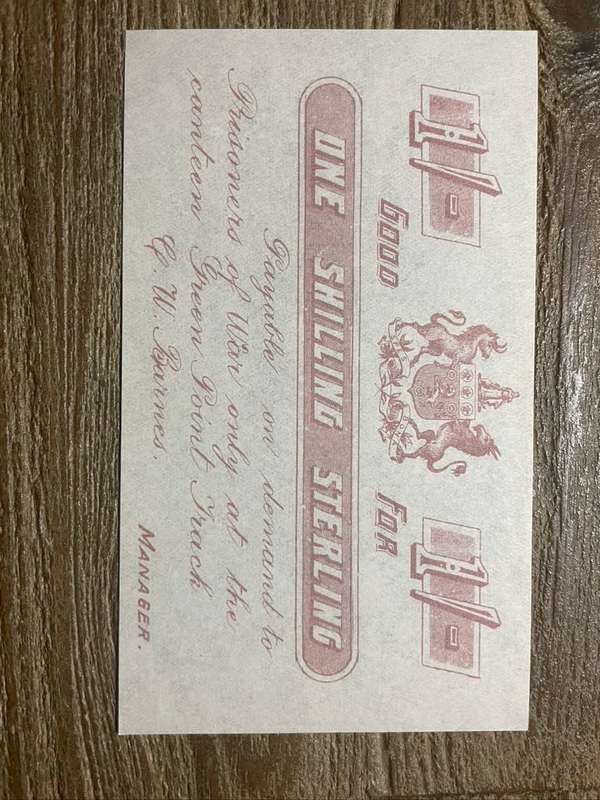 1/- 1/-
GOOD FOR
ONE SHILLING STERLING
Payable on demand to
Prisoners of War only at the
canteen Green Point Track
C. W. Barnes.
MANAGER.